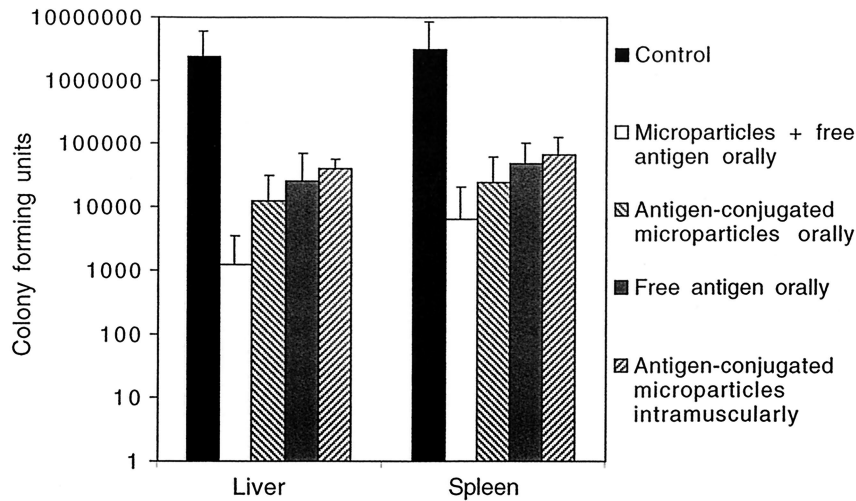 Colony forming units
10000000
1000000
100000
10000
1000
100
10
1
Liver
Spleen
Control
Microparticles + free
antigen orally
Antigen-conjugated
microparticles orally
Free antigen orally
Antigen-conjugated
microparticles
intramuscularly